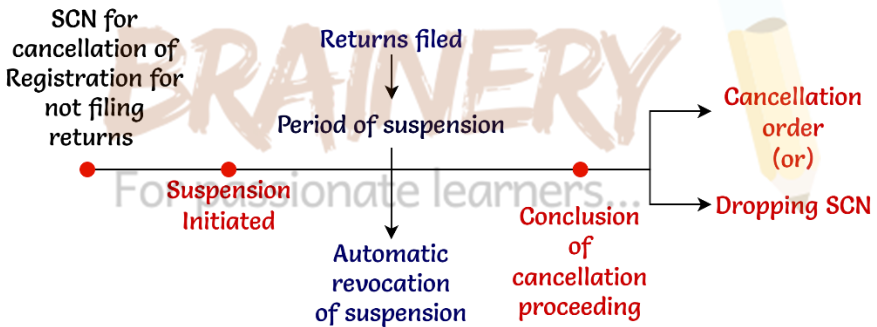 SCN for
cancellation of
Registration for
not filing
returns
Suspension
Initiated
Returns filed
Period of suspension
Automatic
revocation
of suspension
Conclusion
of
cancellation
proceeding
Cancellation
order
(or)
Dropping SCN
BRAINERY
For passionate learners...